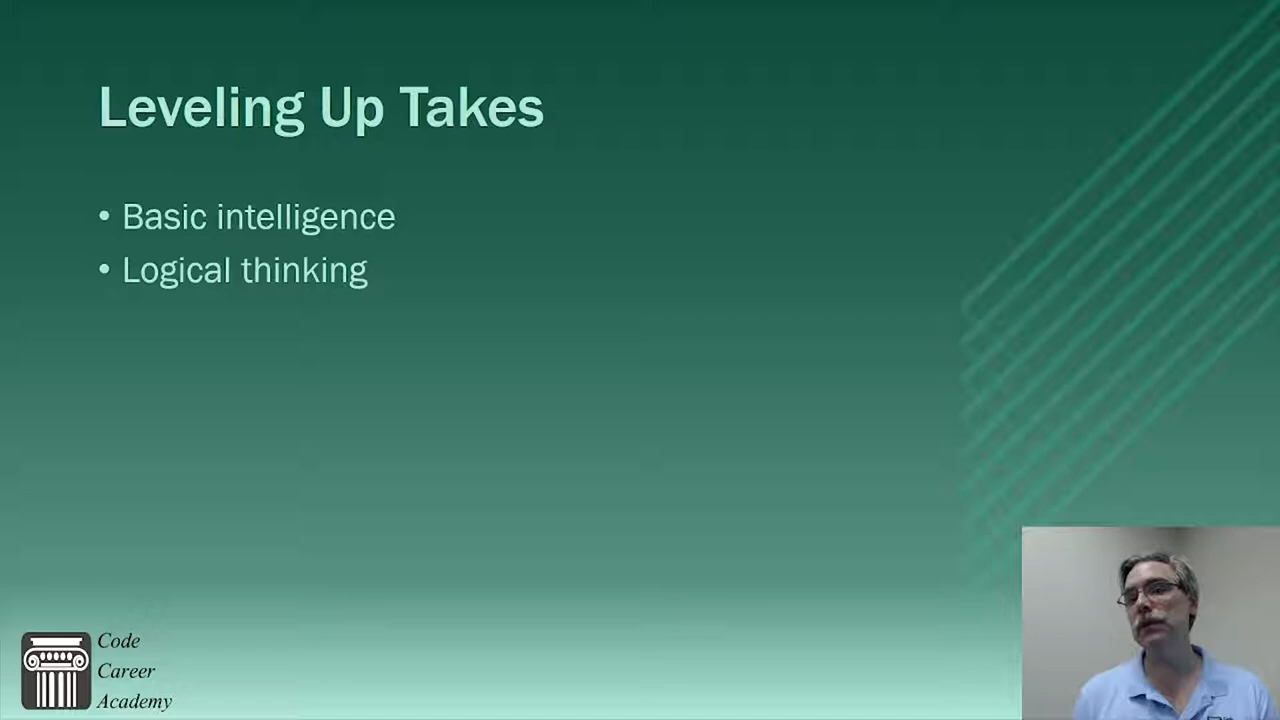 Leveling Up Takes
• Basic intelligence
• Logical thinking
Code
Career
Academy